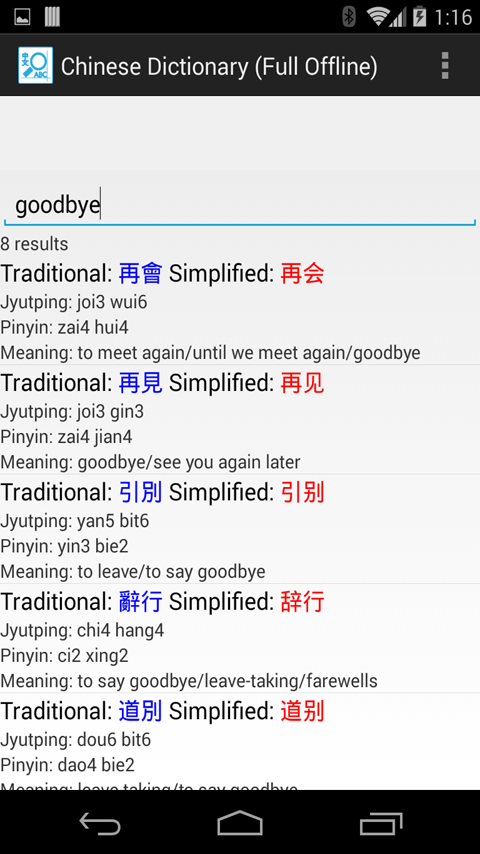 1:16
Chinese Dictionary (Full Offline)
goodbye
8 results
Traditional: 再會 Simplified: 再会
Jyutping: joi3 wui6
Pinyin: zai4 hui4
Meaning: to meet again/until we meet again/goodbye
Traditional: 再見 Simplified: 再见
Jyutping: joi3 gin3
Pinyin: zai4 jian4
Meaning: goodbye/see you again later
Traditional: 引別 Simplified: 引别
Jyutping: yan5 bit6
Pinyin: yin3 bie2
Meaning: to leave/to say goodbye
Traditional: 辭行 Simplified: 辞行
Jyutping: chi4 hang4
Pinyin: ci2 xing2
Meaning: to say goodbye/leave-taking/farewells
Traditional: 道別 Simplified: 道别
Jyutping: dou6 bit6
Pinyin: dao4 bie2
Meaning: leave taking/to say goodbye